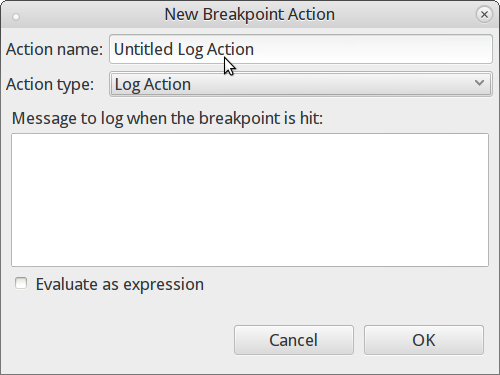 New Breakpoint Action
Action name: Untitled Log Action
Action type: Log Action
Message to log when the breakpoint is hit:
Evaluate as expression
Cancel OK